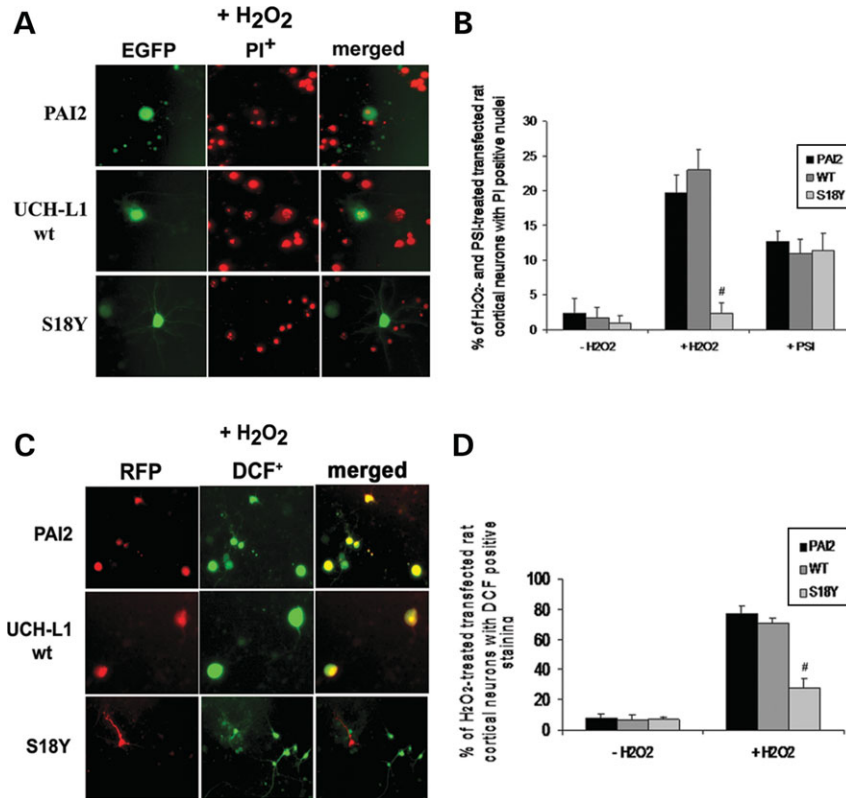 A
+ H2O2
EGFP PI+ merged
PAI2
UCH-L1
wt
S18Y
B
% of H2O2- and PSI-treated transfected rat
cortical neurons with PI positive nuclei
35
30
25
20
15
10
5
0
#
- H2O2 + H2O2 + PSI
PAI2
WT
S18Y
C
+ H2O2
RFP DCF+ merged
PAI2
UCH-L1
wt
S18Y
D
% of H2O2-treated transfected rat
cortical neurons with DCF positive
staining
100
80
60
40
20
0
#
- H2O2 + H2O2
PAI2
WT
S18Y